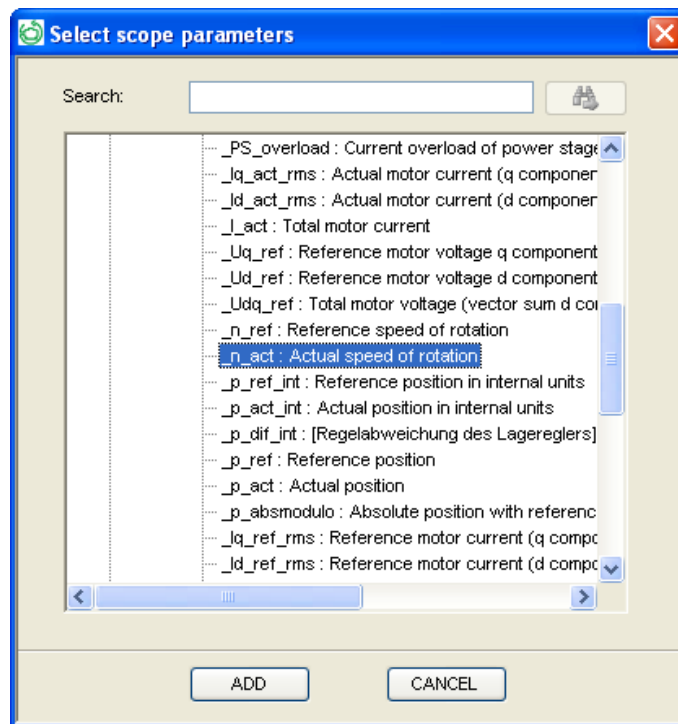 Select scope parameters
Search:
_PS_overload : Current overload of power stage
_Iq_act_rms : Actual motor current (q componen
_Id_act_rms : Actual motor current (d componen
_I_act : Total motor current
_Uq_ref : Reference motor voltage q component
_Ud_ref : Reference motor voltage d component
_Udq_ref : Total motor voltage (vector sum d co
_n_ref : Reference speed of rotation
_n_act : Actual speed of rotation
_p_ref_int : Reference position in internal units
_p_act_int : Actual position in internal units
_p_dif_int : [Regelabweichung des Lagereglers]
_p_ref : Reference position
_p_act : Actual position
_p_absmodulo : Absolute position with referenc
_Iq_ref_rms : Reference motor current (q compo
_Id_ref_rms : Reference motor current (d compo
ADD CANCEL